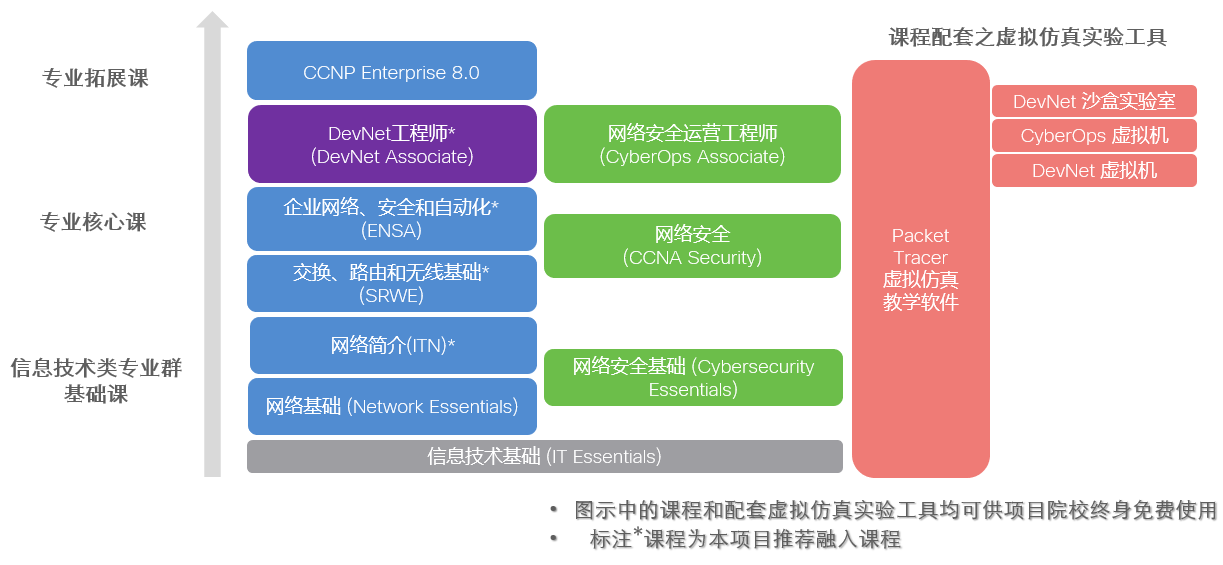 课程配套之虚拟仿真实验工具
专业拓展课
CCNP Enterprise 8.0
DevNet工程师*
(DevNet Associate)
网络安全运营工程师
(CyberOps Associate)
DevNet 沙盒实验室
CyberOps 虚拟机
DevNet 虚拟机
专业核心课
企业网络、安全和自动化*
(ENSA)
网络安全
(CCNA Security)
交换、路由和无线基础*
(SRWE)
Packet
Tracer
虚拟仿真
教学软件
信息技术类专业群
基础课
网络简介(ITN)*
网络安全基础 (Cybersecurity
Essentials)
网络基础 (Network Essentials)
信息技术基础 (IT Essentials)
• 图示中的课程和配套虚拟仿真实验工具均可供项目院校终身免费使用
• 标注*课程为本项目推荐融入课程